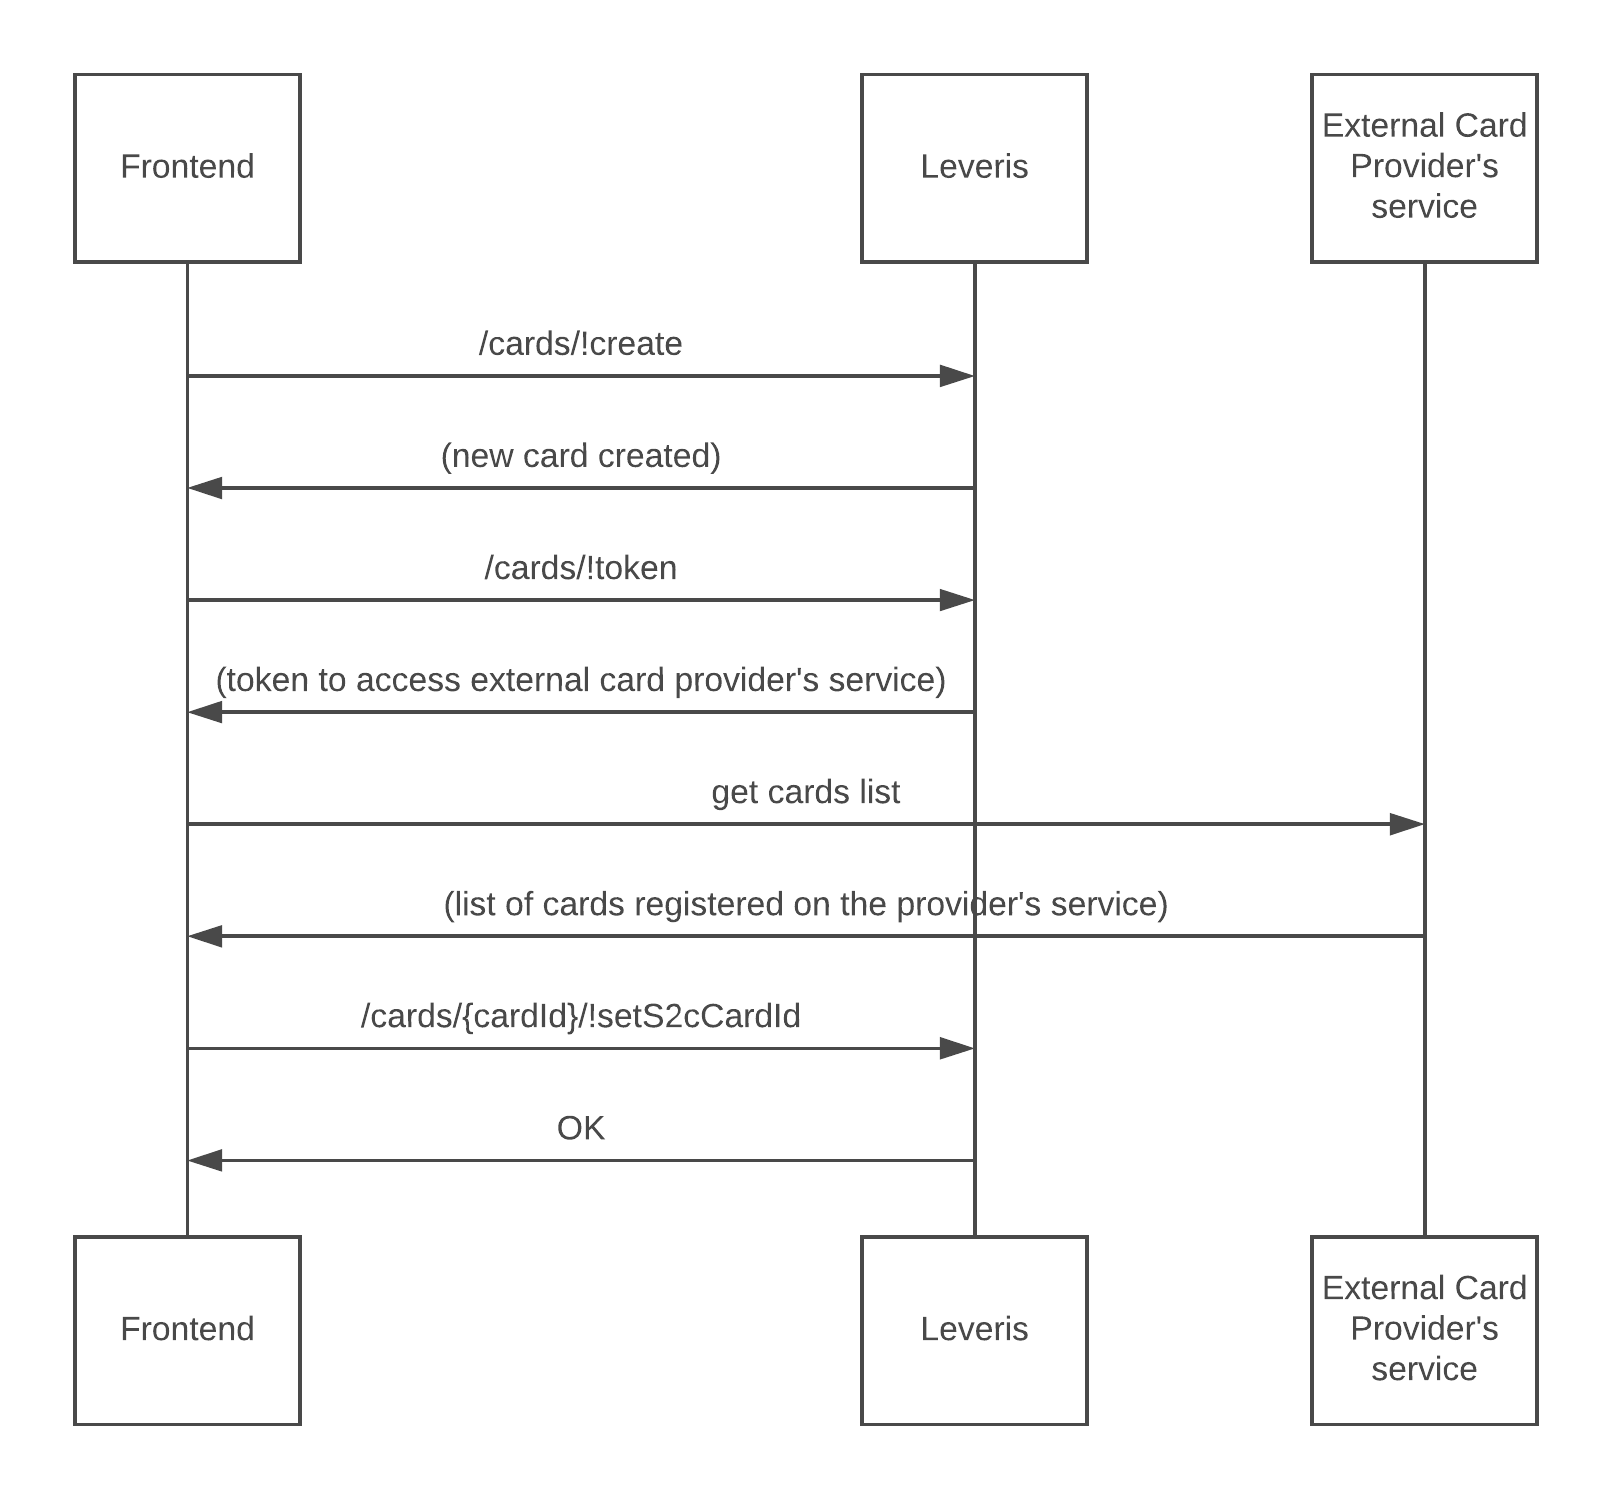 Frontend
Leveris
External Card
Provider's
service
/cards/!create
(new card created)
/cards/!token
(token to access external card provider's service)
get cards list
(list of cards registered on the provider's service)
/cards/{cardId}/!setS2cCardId
OK
Frontend
Leveris
External Card
Provider's
service